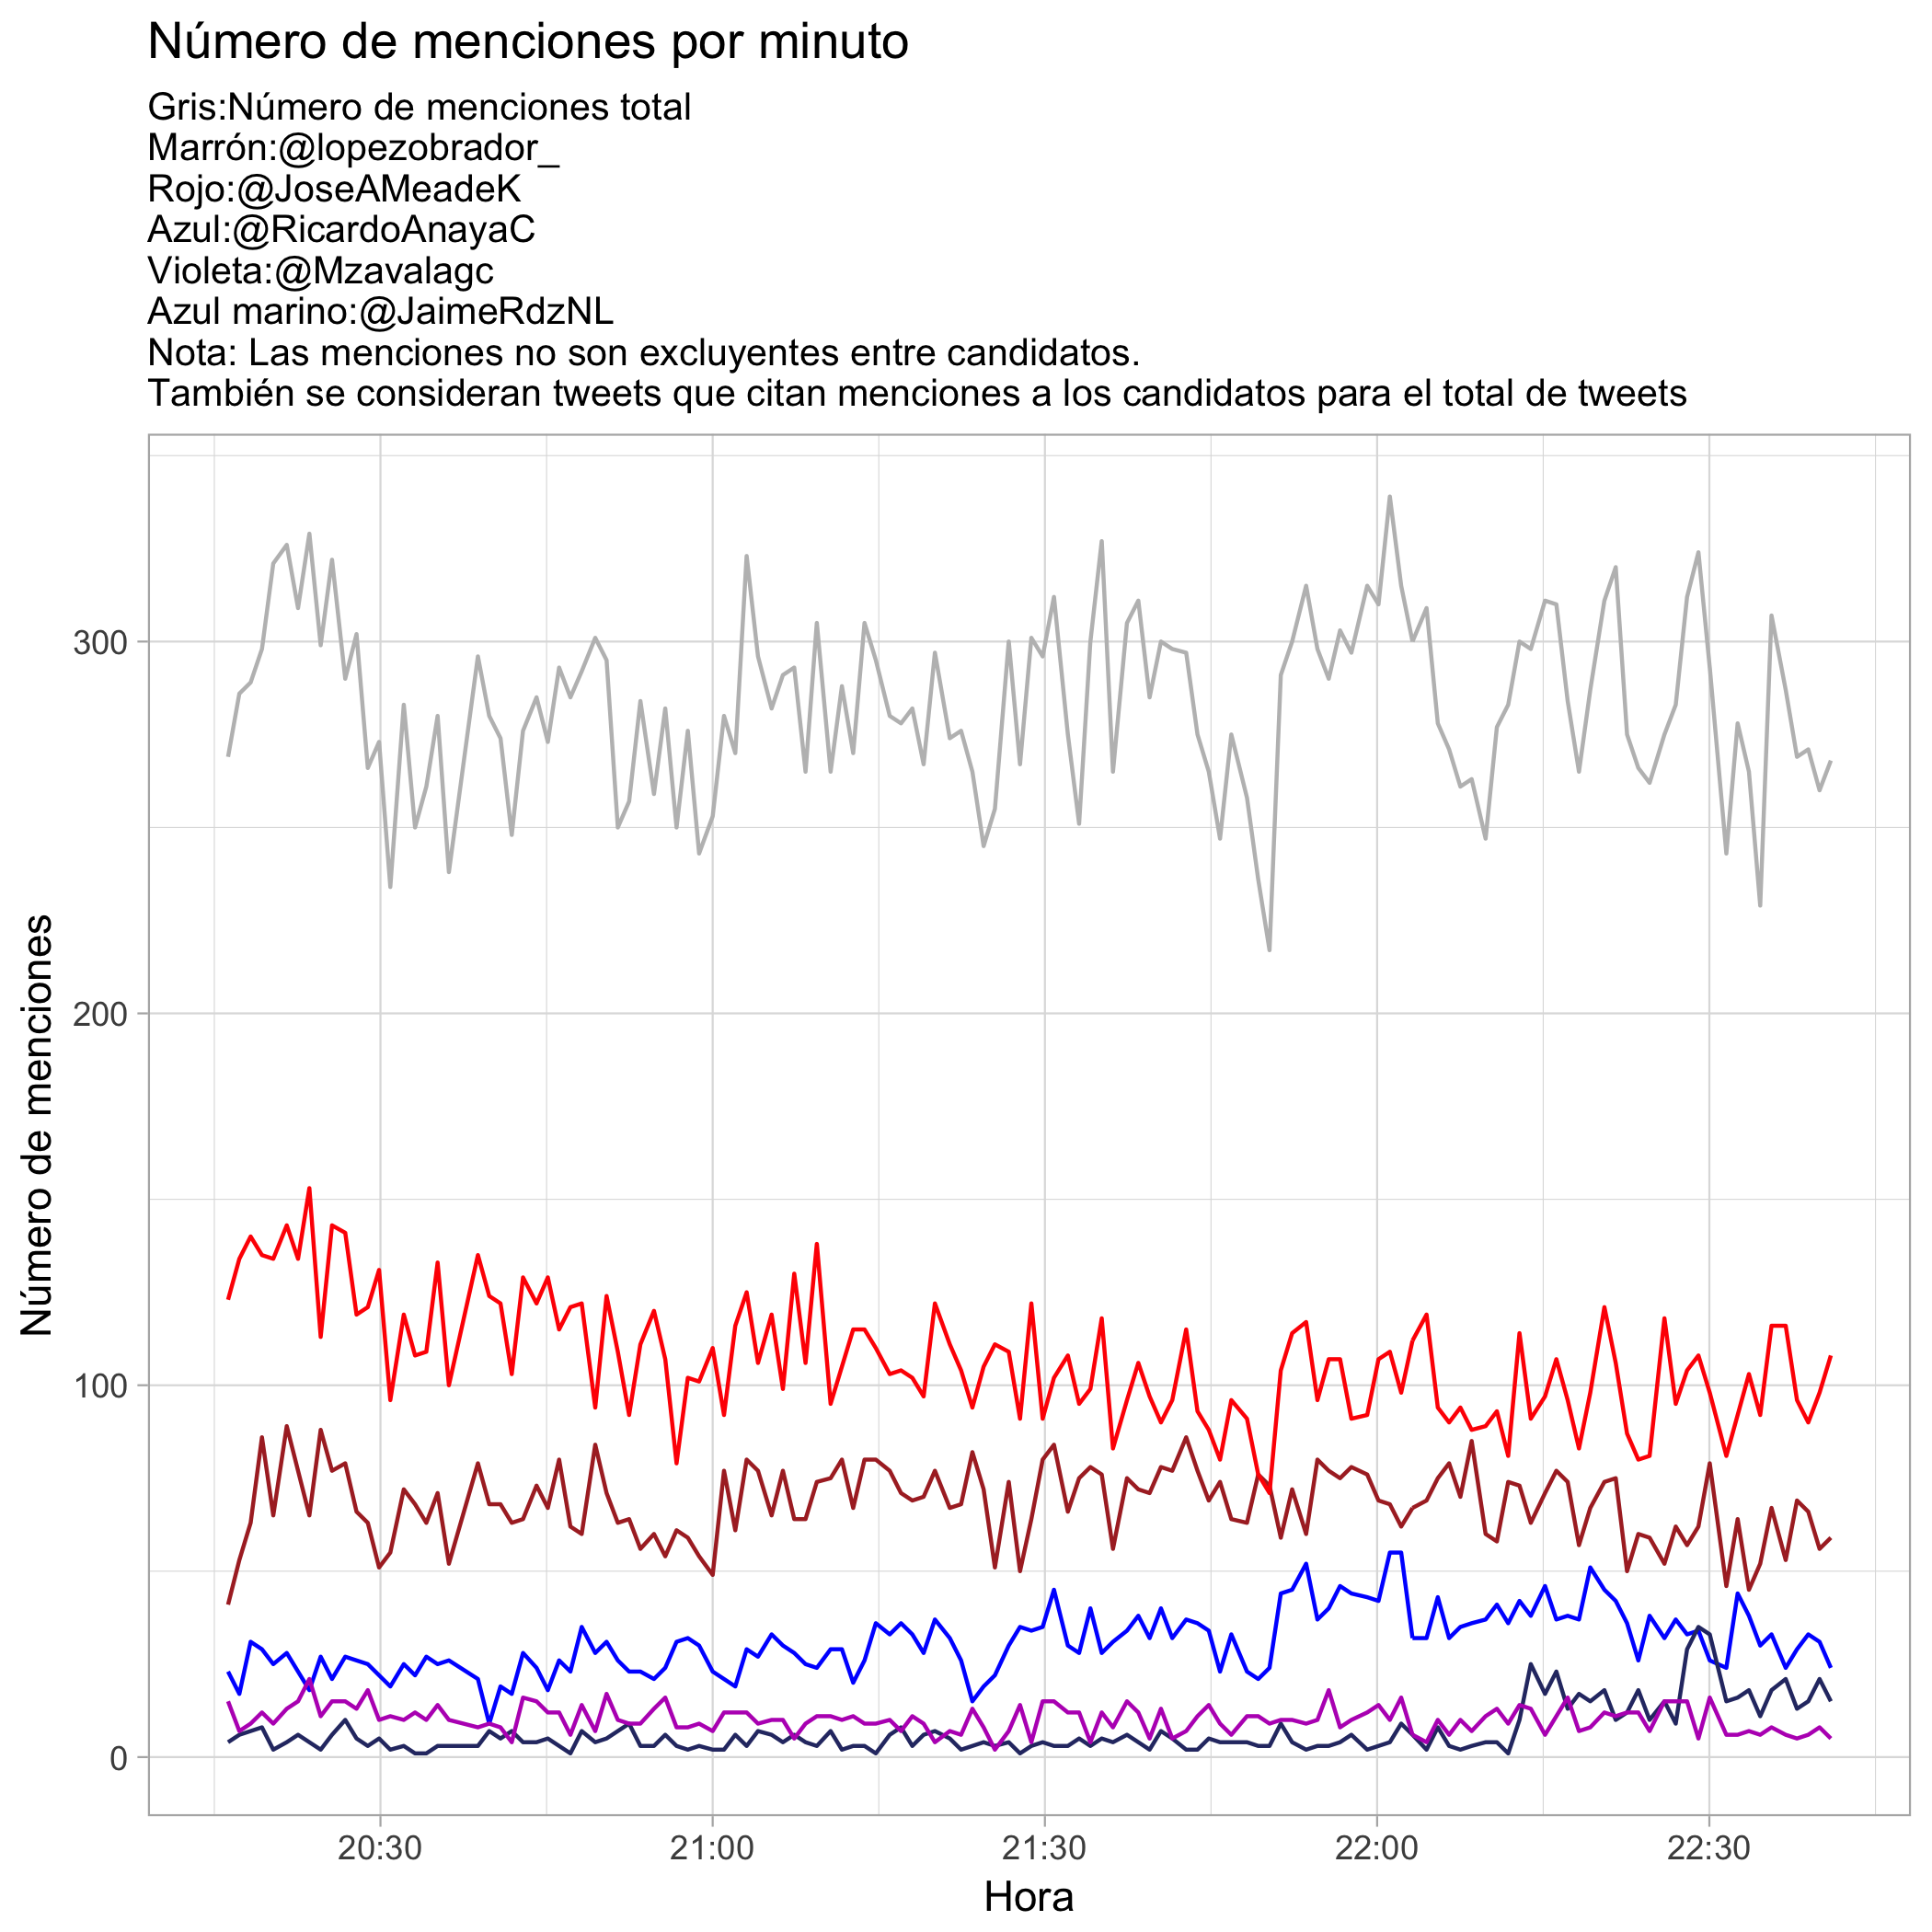 Número de menciones por minuto
Gris:Número de menciones total
Marrón:@lopezobrador_
Rojo:@JoseAMeadeK
Azul:@RicardoAnayaC
Violeta:@Mzavalagc
Azul marino:@JaimeRdzNL
Nota: Las menciones no son excluyentes entre candidatos.
También se consideran tweets que citan menciones a los candidatos para el total de tweets
Número de menciones
300
200
100
0
20:30
21:00
21:30
22:00
22:30
Hora